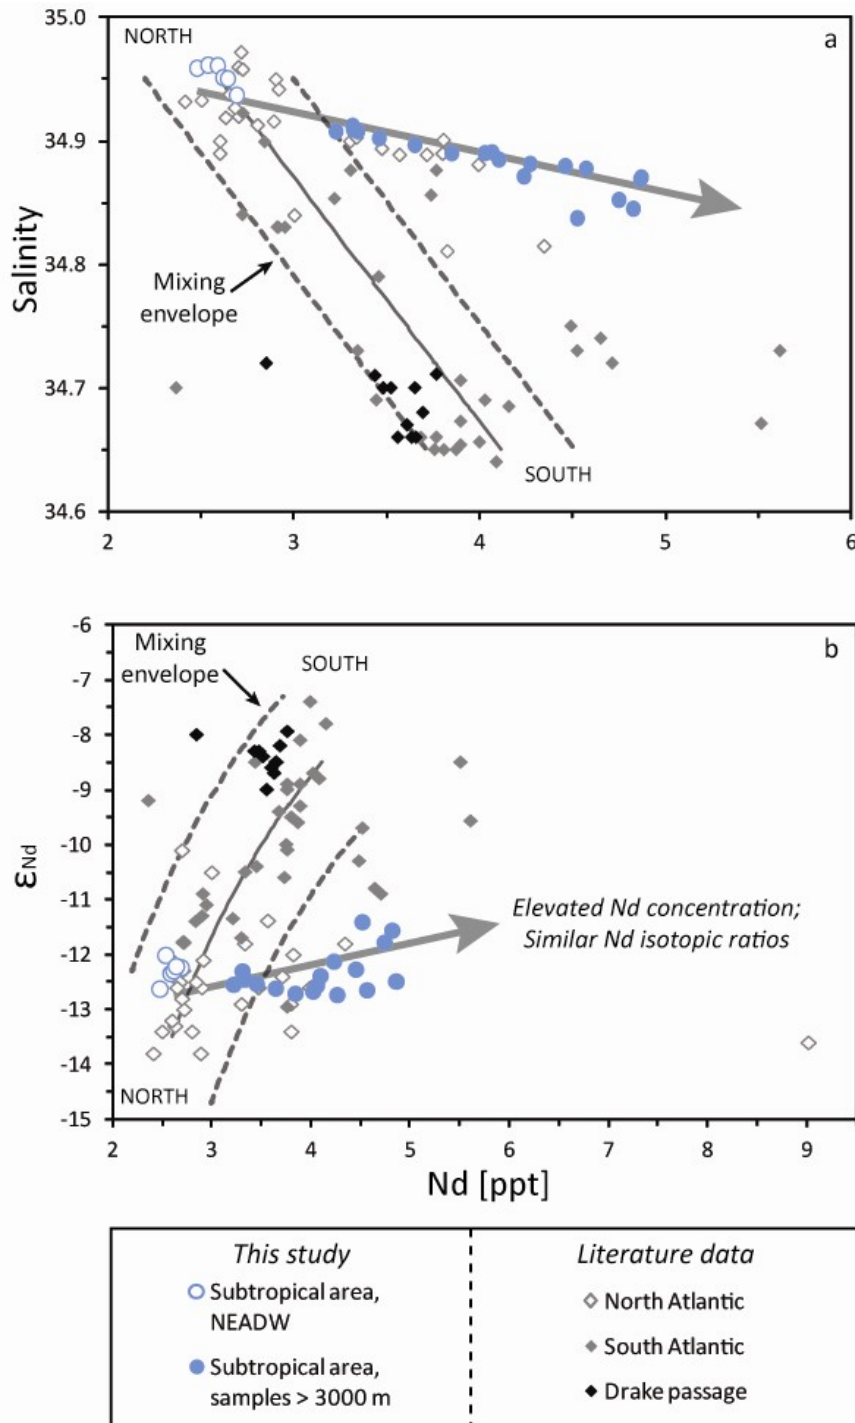 35.0
NORTH
a
34.9
34.8
Salinity
Mixing
envelope
34.7
SOUTH
34.6
2 3 4 5 6
-6
Mixing
envelope
SOUTH
b
-7
-8
-9
-10
εNd
-11
Elevated Nd concentration;
Similar Nd isotopic ratios
-12
-13
-14
NORTH
-15
2 3 4 5 6 7 8 9
Nd [ppt]
This study
Subtropical area,
NEADW
Subtropical area,
samples > 3000 m
Literature data
North Atlantic
South Atlantic
Drake passage